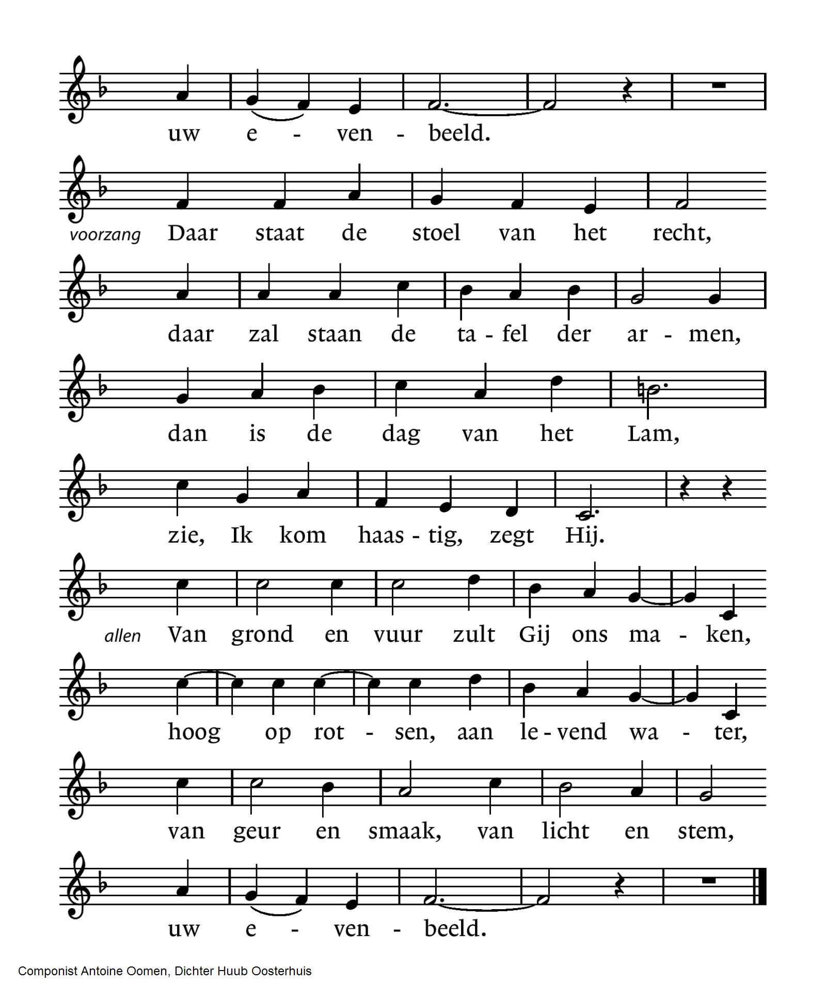 uw e - ven - beeld.
voorzang Daar staat de stoel van het recht,
daar zal staan de ta - fel der ar - men,
dan is de dag van het Lam,
zie, Ik kom haas - tig, zegt Hij.
allen Van grond en vuur zult Gij ons ma - ken,
hoog op rot - sen, aan le - vend wa - ter,
van geur en smaak, van licht en stem,
uw e - ven - beeld.
Componist Antoine Oomen, Dichter Huub Oosterhuis